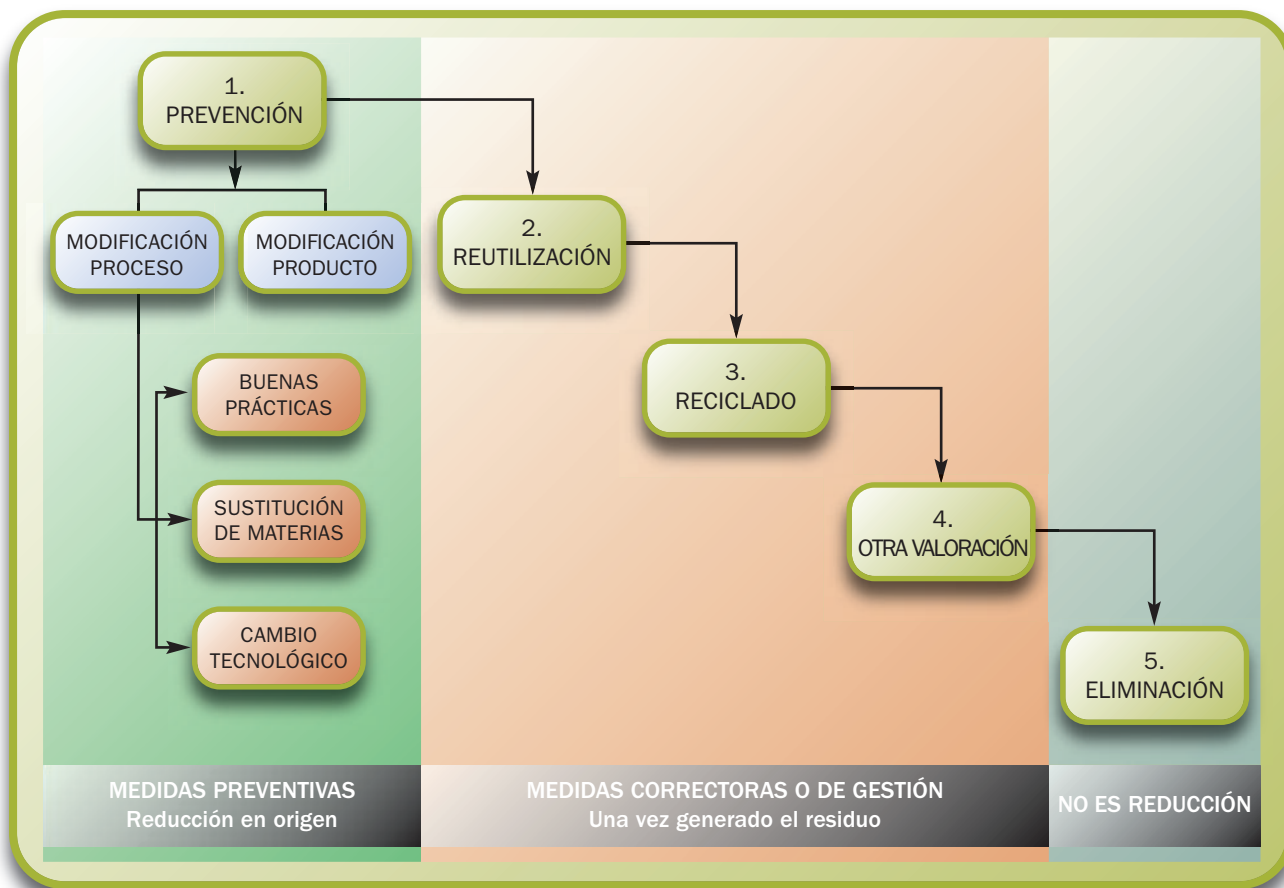 1.
PREVENCIÓN
MODIFICACIÓN
PROCESO
MODIFICACIÓN
PRODUCTO
BUENAS
PRÁCTICAS
SUSTITUCIÓN
DE MATERIAS
CAMBIO
TECNOLÓGICO
2.
REUTILIZACIÓN
3.
RECICLADO
4.
OTRA VALORACIÓN
5.
ELIMINACIÓN
MEDIDAS PREVENTIVAS
Reducción en origen
MEDIDAS CORRECTORAS O DE GESTIÓN
Una vez generado el residuo
NO ES REDUCCIÓN